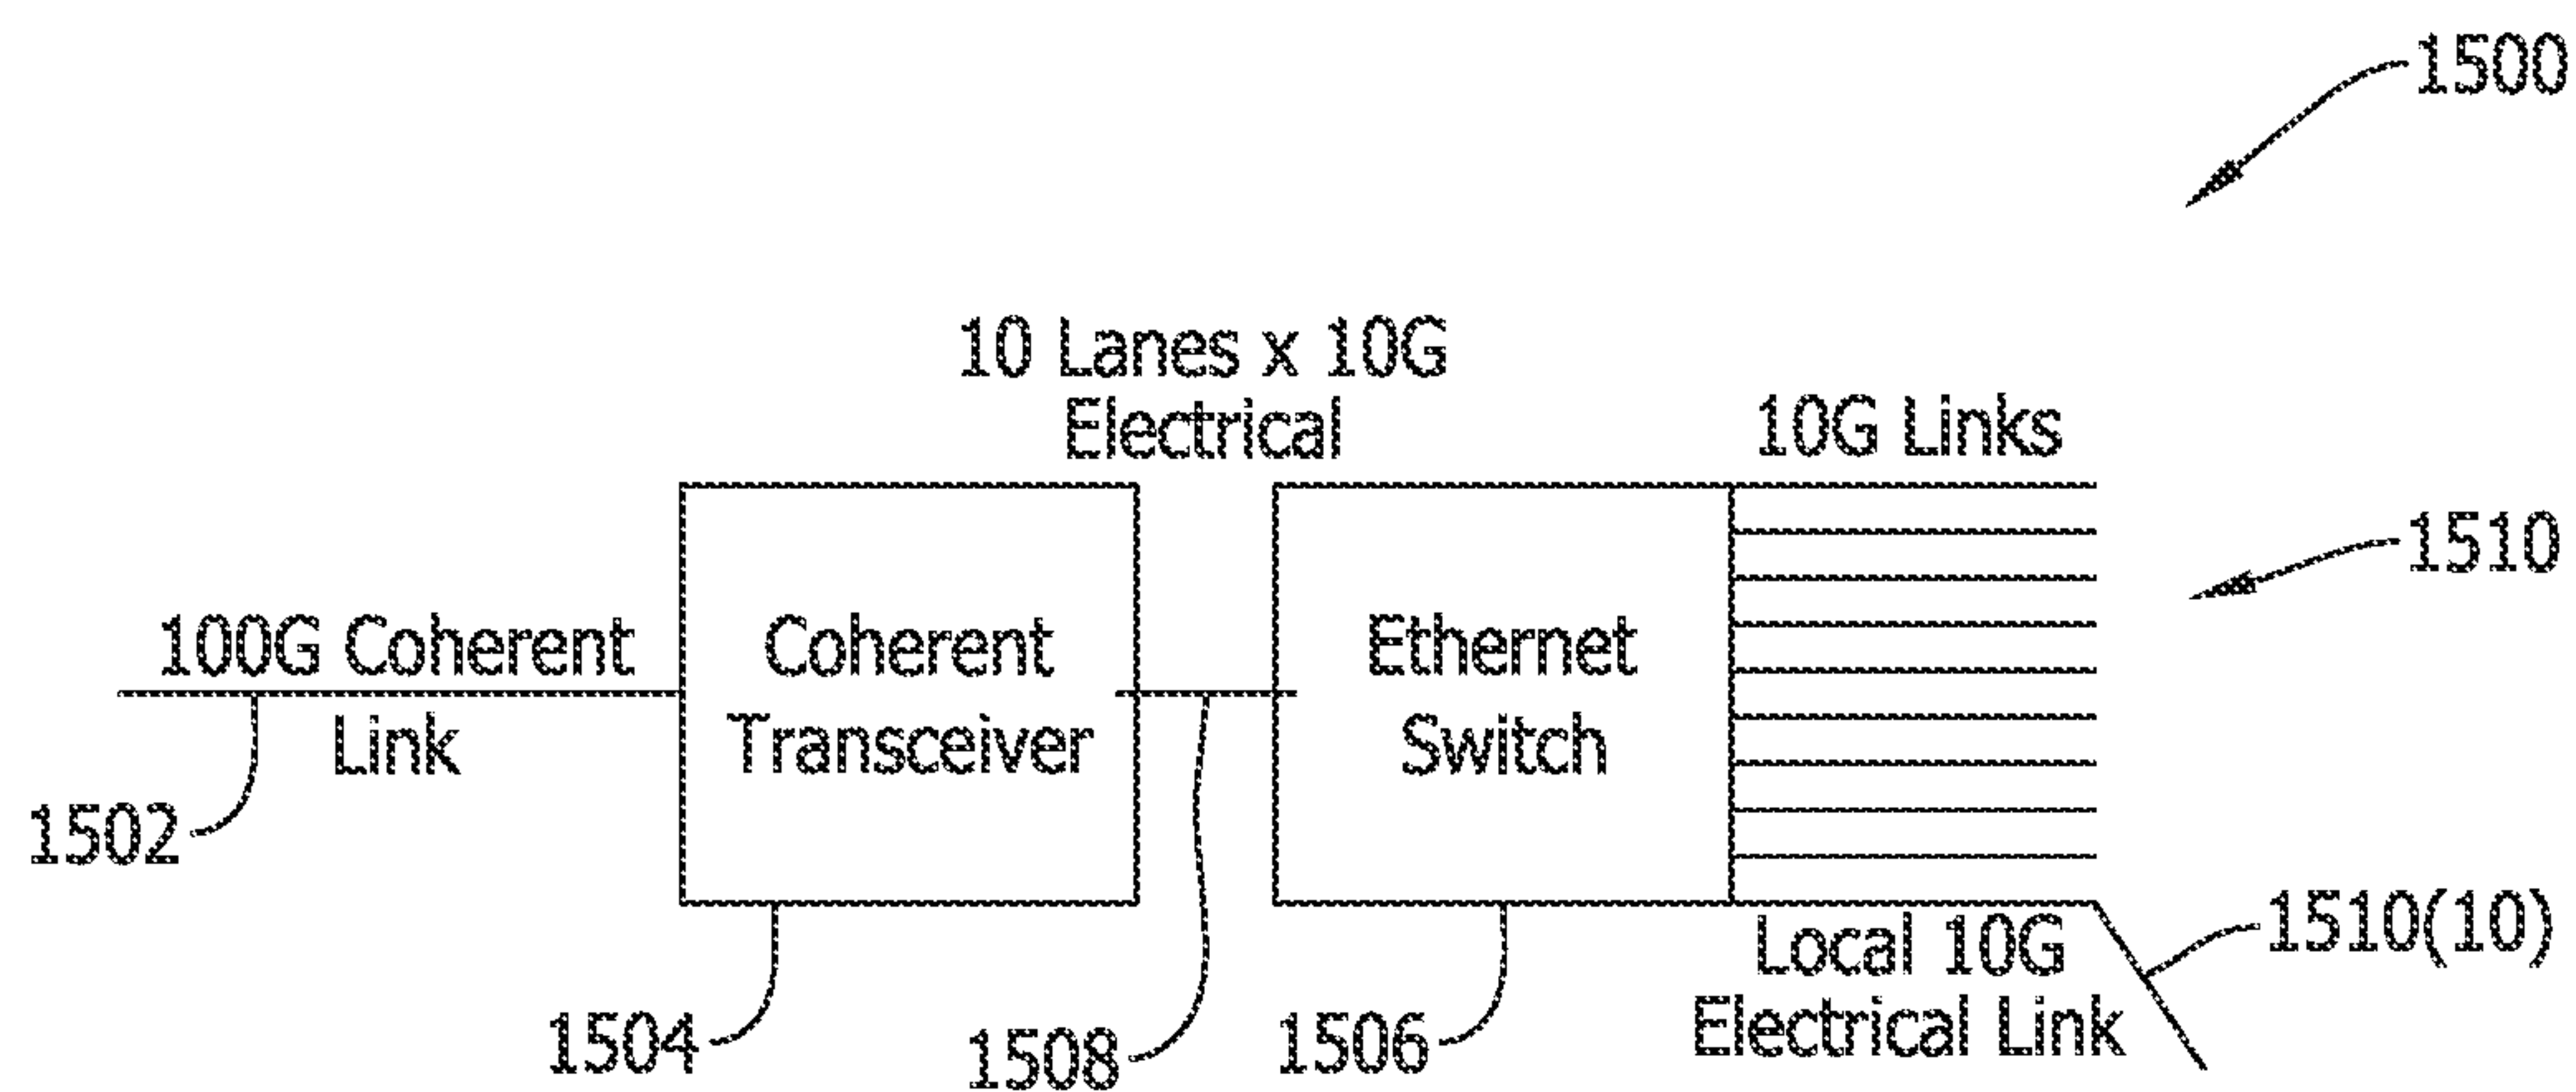 1500
10 Lanes x 10G
Electrical
10G Links
1510
100G Coherent
Link
Coherent
Transceiver
Ethernet
Switch
1502
1510(10)
Local 10G
Electrical Link
1504
1508
1506